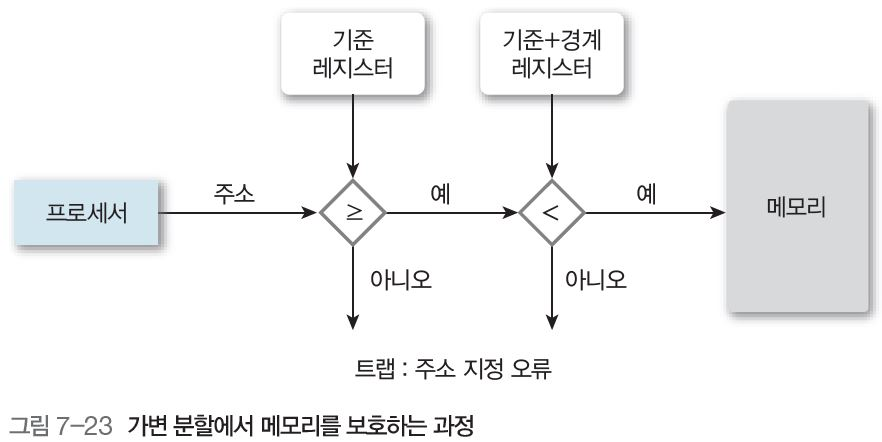 기준
레지스터
기준+경계
레지스터
프로세서
주소
≥
예
<
예
메모리
아니오
아니오
트랩 : 주소 지정 오류
그림 7-23 가변 분할에서 메모리를 보호하는 과정